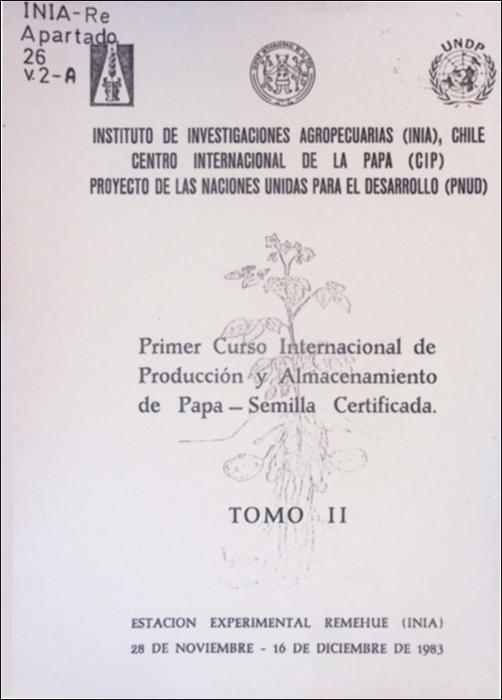 INIA-Re
Apartado
26
v.2-A
UNDP
INSTITUTO DE INVESTIGACIONES AGROPECUARIAS (INIA), CHILE
CENTRO INTERNACIONAL DE LA PAPA (CIP)
PROYECTO DE LAS NACIONES UNIDAS PARA EL DESARROLLO (PNUD)
Primer Curso Internacional de
Producción y Almacenamiento
de Papa – Semilla Certificada.
TOMO II
ESTACION EXPERIMENTAL REMEHUE (INIA)
28 DE NOVIEMBRE - 16 DE DICIEMBRE DE 1983